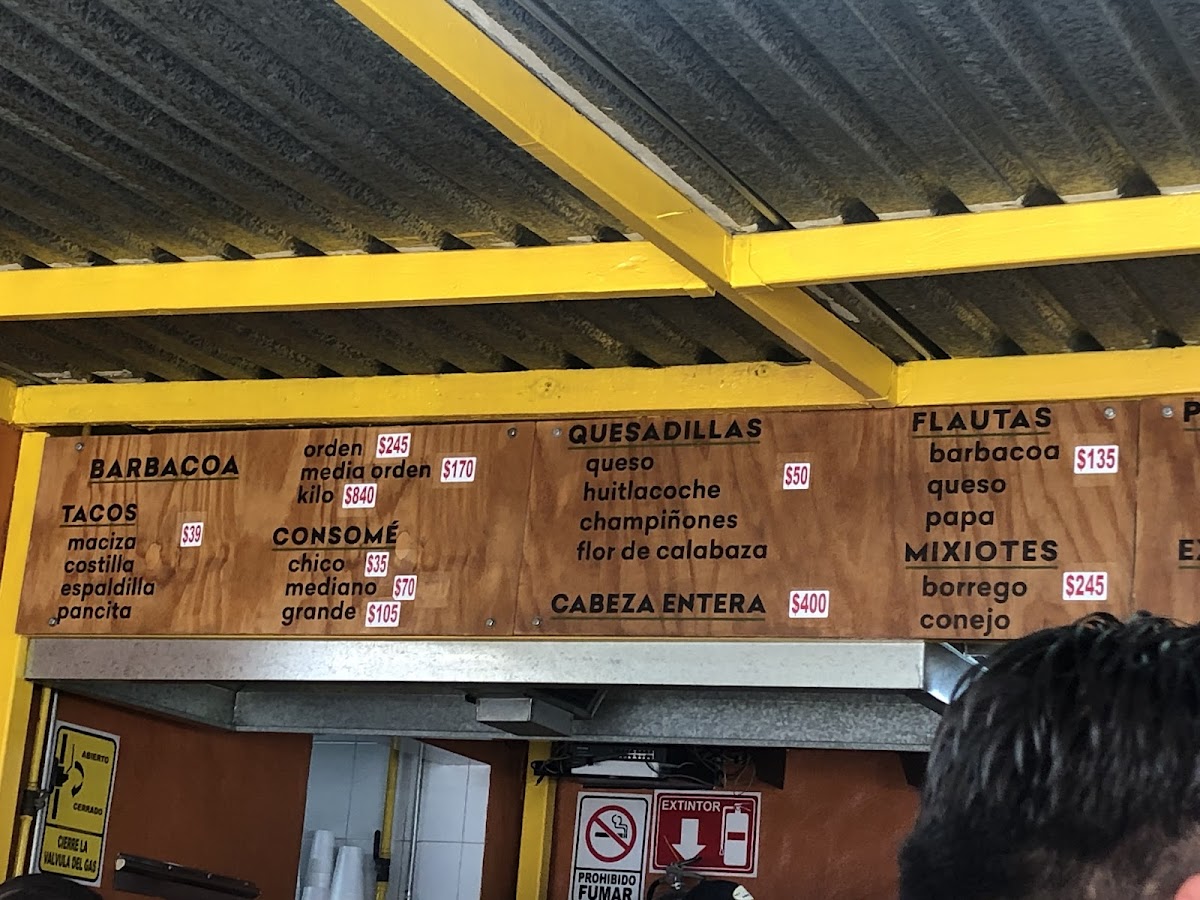 BARBACOA
orden $245
media orden $170
kilo $840
TACOS
$39
maciza
costilla
espaldilla
pancita
CONSOMÉ
chico $35
mediano $70
grande $105
QUESADILLAS
queso
$50
huitlacoche
champiñones
flor de calabaza
CABEZA ENTERA $400
FLAUTAS
barbacoa $135
queso
papa
MIXIOTES
borrego $245
conejo
ABIERTO
CERRADO
CIERRE LA
VALVULA DEL GAS
PROHIBIDO
FUMAR
EXTINTOR